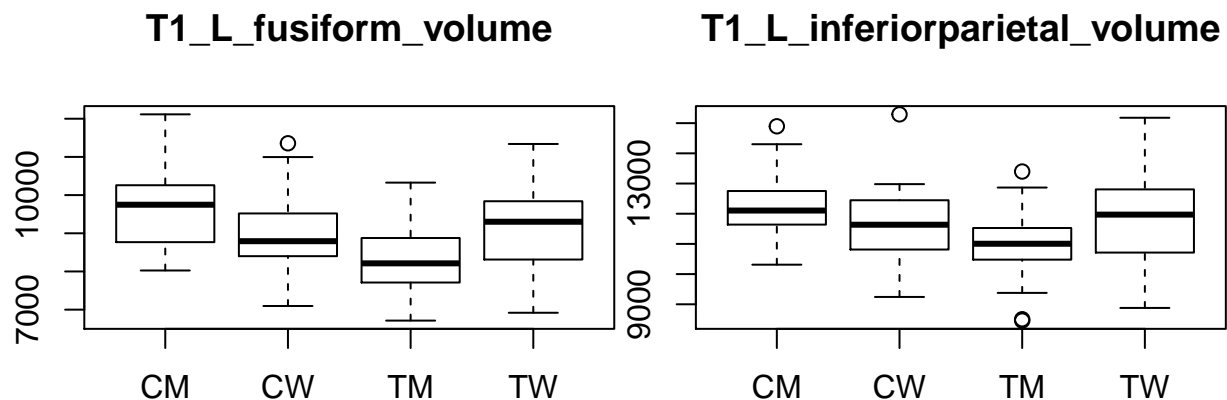 T1_L_fusiform_volume
T1_L_inferiorparietal_volume
10000
7000
CM CW TM TW
13000
9000
CM CW TM TW